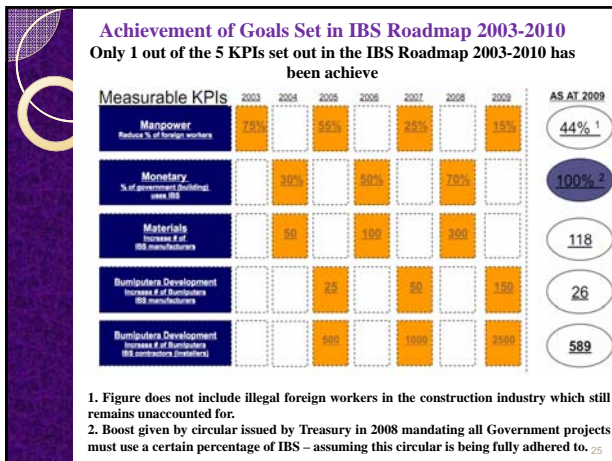 Achievement of Goals Set in IBS Roadmap 2003-2010
Only 1 out of the 5 KPIs set out in the IBS Roadmap 2003-2010 has
been achieve
Measurable KPIs 2003 2004 2005 2006 2007 2008 2009 AS AT 2009
Manpower
Reduce % of foreign workers
75% 55% 25% 15% 44% 1
Monetary
% of government (building)
uses IBS
30% 50% 70% 100% 2
Materials
Increase # of
IBS manufacturers
50 100 300 118
Bumiputera Development
Increase # of Bumiputera
IBS manufacturers
25 50 150 26
Bumiputera Development
Increase # of Bumiputera
IBS contractors (installers)
500 1000 2500 589
1. Figure does not include illegal foreign workers in the construction industry which still
remains unaccounted for.
2. Boost given by circular issued by Treasury in 2008 mandating all Government projects
must use a certain percentage of IBS – assuming this circular is being fully adhered to. 25